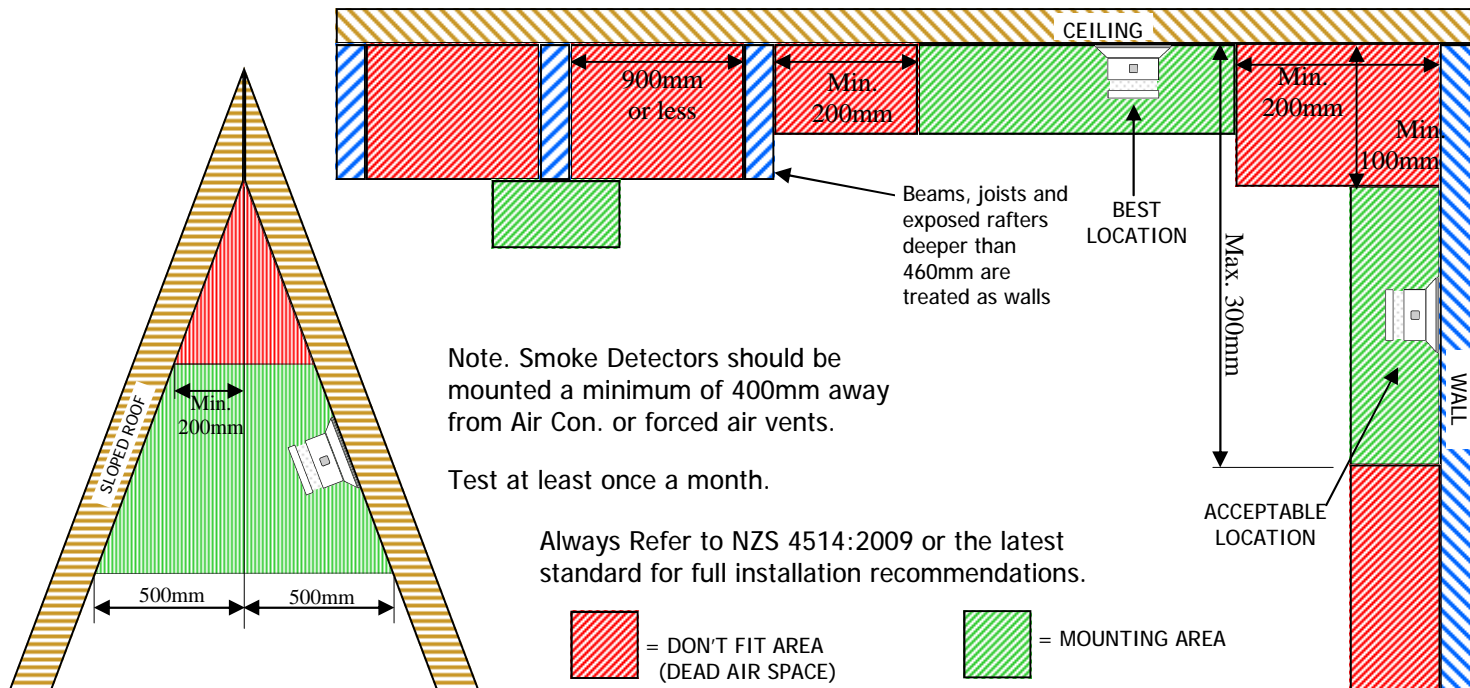 CEILING
900mm
or less
Min.
200mm
Min.
200mm
Min.
100mm
Beams, joists and
exposed rafters
deeper than
460mm are
treated as walls
BEST
LOCATION
Max. 300mm
WALL
ACCEPTABLE
LOCATION
SLOPED ROOF
Min.
200mm
500mm
500mm
Note. Smoke Detectors should be
mounted a minimum of 400mm away
from Air Con. or forced air vents.
Test at least once a month.
Always Refer to NZS 4514:2009 or the latest
standard for full installation recommendations.
= DON'T FIT AREA
(DEAD AIR SPACE)
= MOUNTING AREA